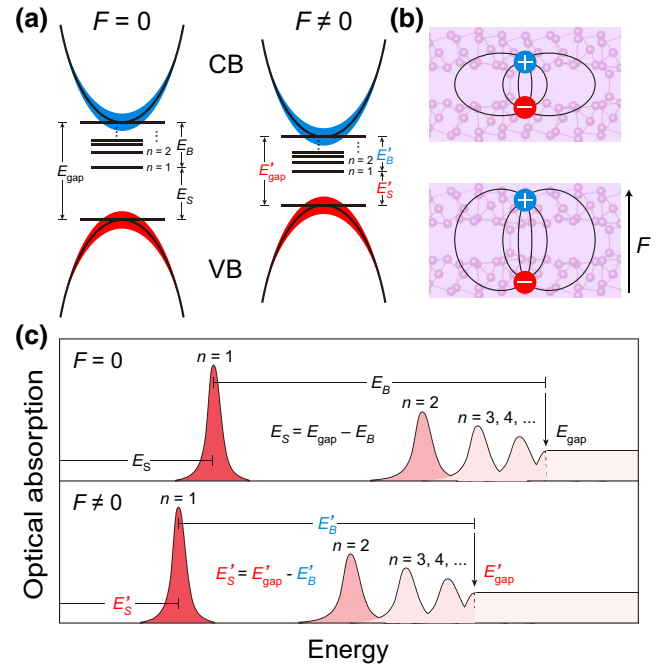 (a) F = 0 F ≠ 0 (b)
CB
E_gap
⋮
n = 2
n = 1
E_B
E_S
E′_gap
⋮
n = 2
n = 1
E′_B
E′_S
VB
+
−
+
−
F
(c)
Optical absorption
F = 0
n = 1
E_B
n = 2
n = 3, 4, ...
E_S = E_gap − E_B
E_gap
E_S
F ≠ 0
n = 1
E′_B
n = 2
n = 3, 4, ...
E′_S = E′_gap - E′_B
E′_gap
E′_S
Energy